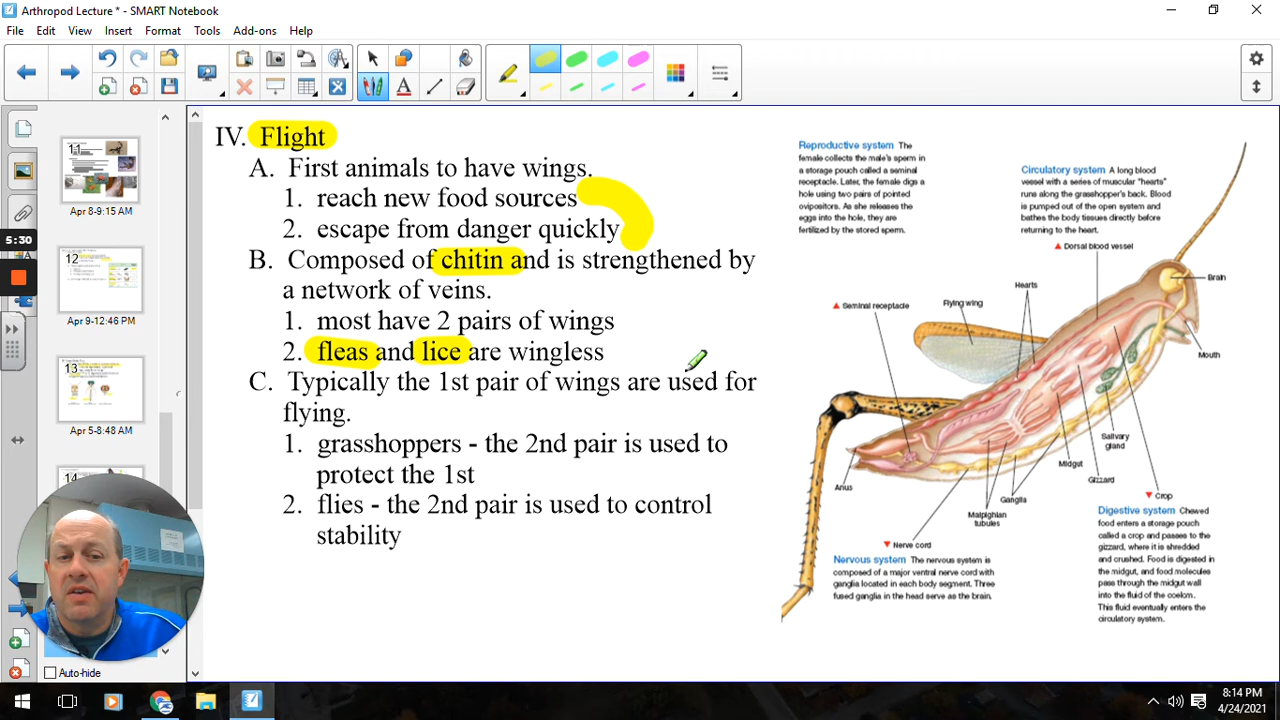 Arthropod Lecture * - SMART Notebook
File Edit View Insert Format Tools Add-ons Help
11
Apr 8-9:15 AM
5:30
12
Apr 9-12:46 PM
13
Apr 5-8:48 AM
14
Auto-hide
IV. Flight
A. First animals to have wings.
1. reach new food sources
2. escape from danger quickly
B. Composed of chitin and is strengthened by
a network of veins.
1. most have 2 pairs of wings
2. fleas and lice are wingless
C. Typically the 1st pair of wings are used for
flying.
1. grasshoppers - the 2nd pair is used to
protect the 1st
2. flies - the 2nd pair is used to control
stability
Reproductive system The
female collects the male's sperm in
a storage pouch called a seminal
receptacle. Later, the female digs a
hole using two pairs of pointed
ovipositors. As she releases the
eggs into the hole, they are
fertilized by the stored sperm.
Circulatory system A long blood
vessel with a series of muscular "hearts"
runs along the grasshopper's back. Blood
is pumped out of the open system and
bathes the body tissues directly before
returning to the heart.
Dorsal blood vessel
Brain
Hearts
Flying wing
Seminal receptacle
Mouth
Salivary
gland
Midgut
Gizzard
Anus
Crop
Ganglia
Malpighian
tubules
Nerve cord
Nervous system The nervous system is
composed of a major ventral nerve cord with
ganglia located in each body segment. Three
fused ganglia in the head serve as the brain.
Digestive system Chewed
food enters a storage pouch
called a crop and passes to the
gizzard, where it is shredded
and crushed. Food is digested in
the midgut, and food molecules
pass through the midgut wall
into the fluid of the coelom.
This fluid eventually enters the
circulatory system.
8:14 PM
4/24/2021